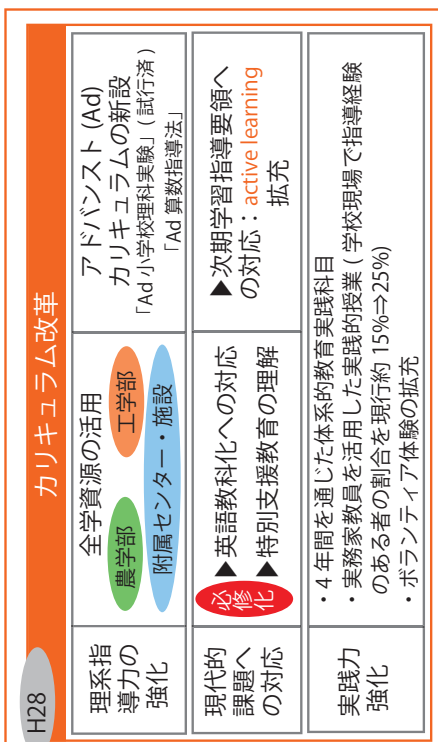 H28
カリキュラム改革
理系指
導力の
強化
全学資源の活用
農学部
工学部
附属センター・施設
アドバンスト(Ad)
カリキュラムの新設
「Ad 小学校理科実験」(試行済)
「Ad 算数指導法」
現代的
課題へ
の対応
必修
化
▶英語教科化への対応
▶特別支援教育の理解
▶次期学習指導要領へ
の対応：active learning
拡充
実践力
強化
・4年間を通じた体系的教育実践科目
・実務家教員を活用した実践的授業(学校現場で指導経験
のある者の割合を現行約15%⇒25%)
・ボランティア体験の拡充